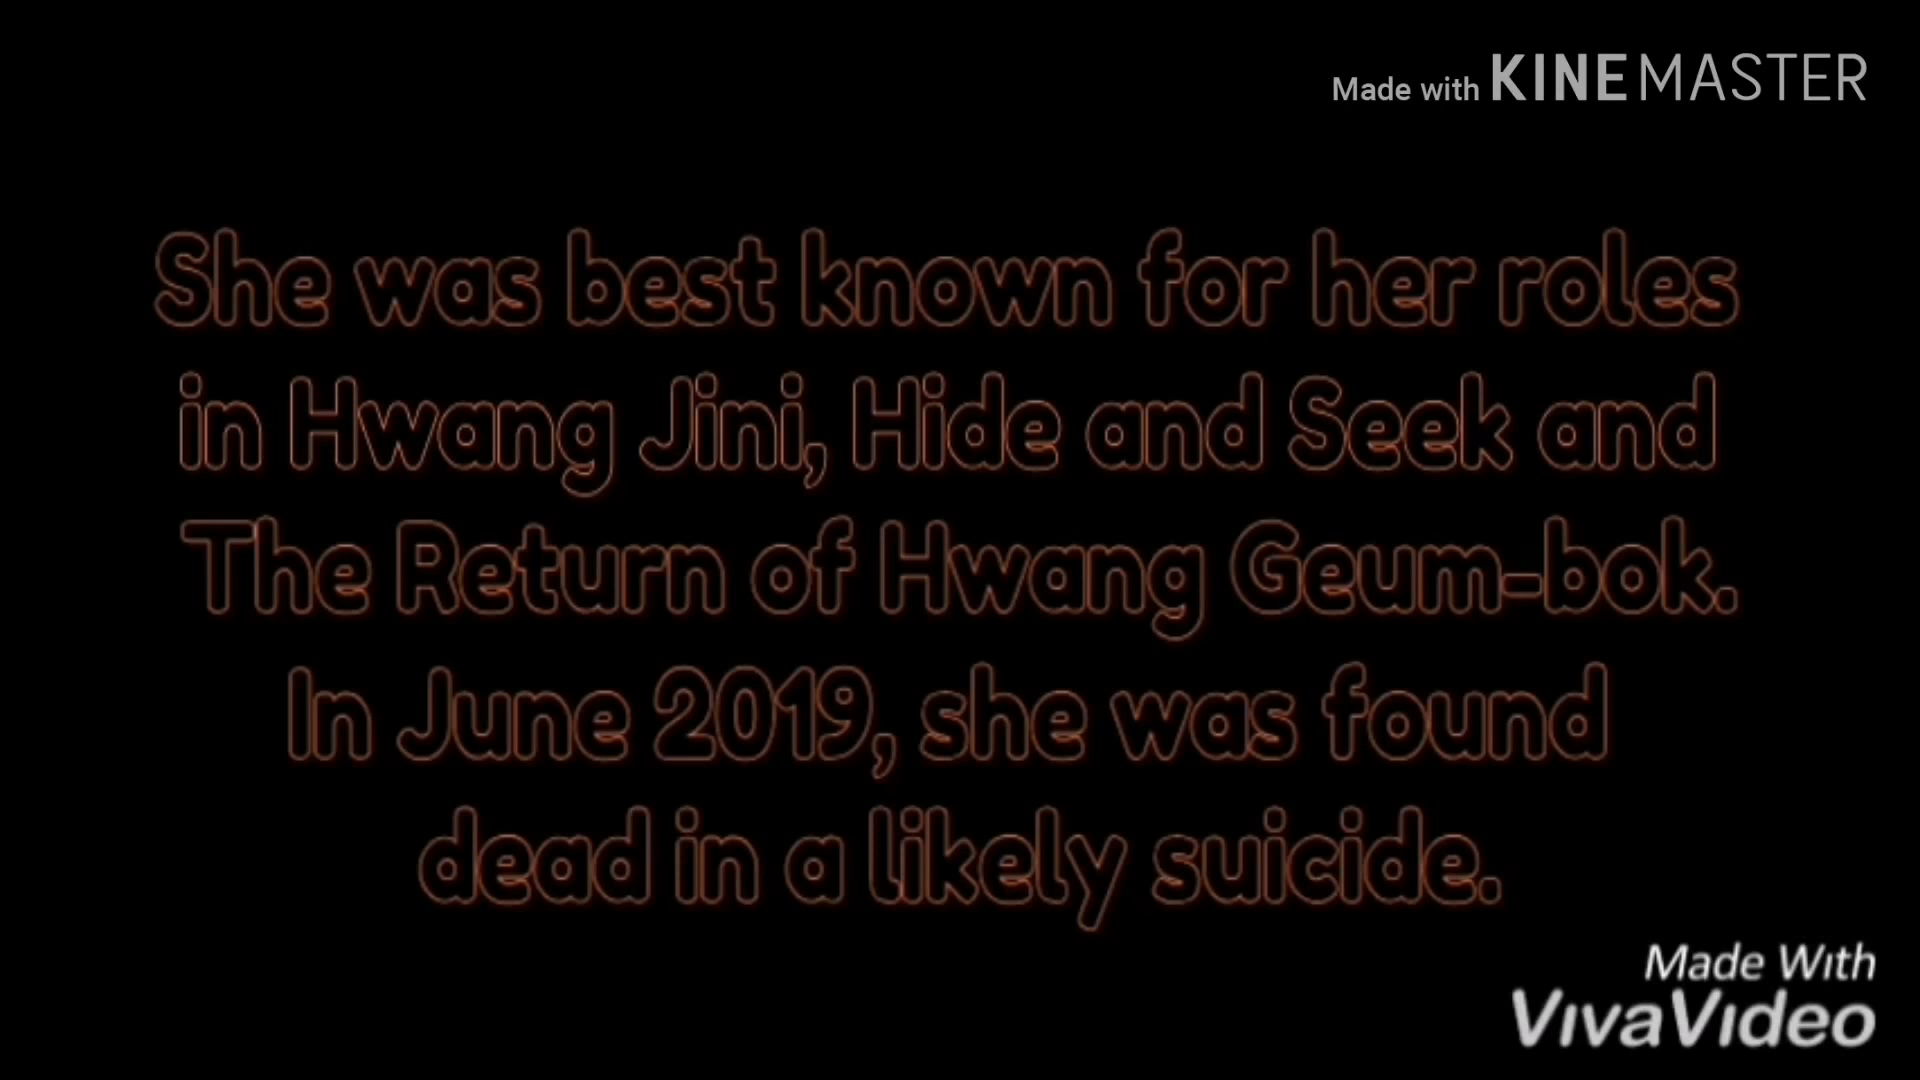 Made with KINEMASTER
She was best known for her roles
in Hwang Jini, Hide and Seek and
The Return of Hwang Geum-bok.
In June 2019, she was found
dead in a likely suicide.
Made With
VivaVideo